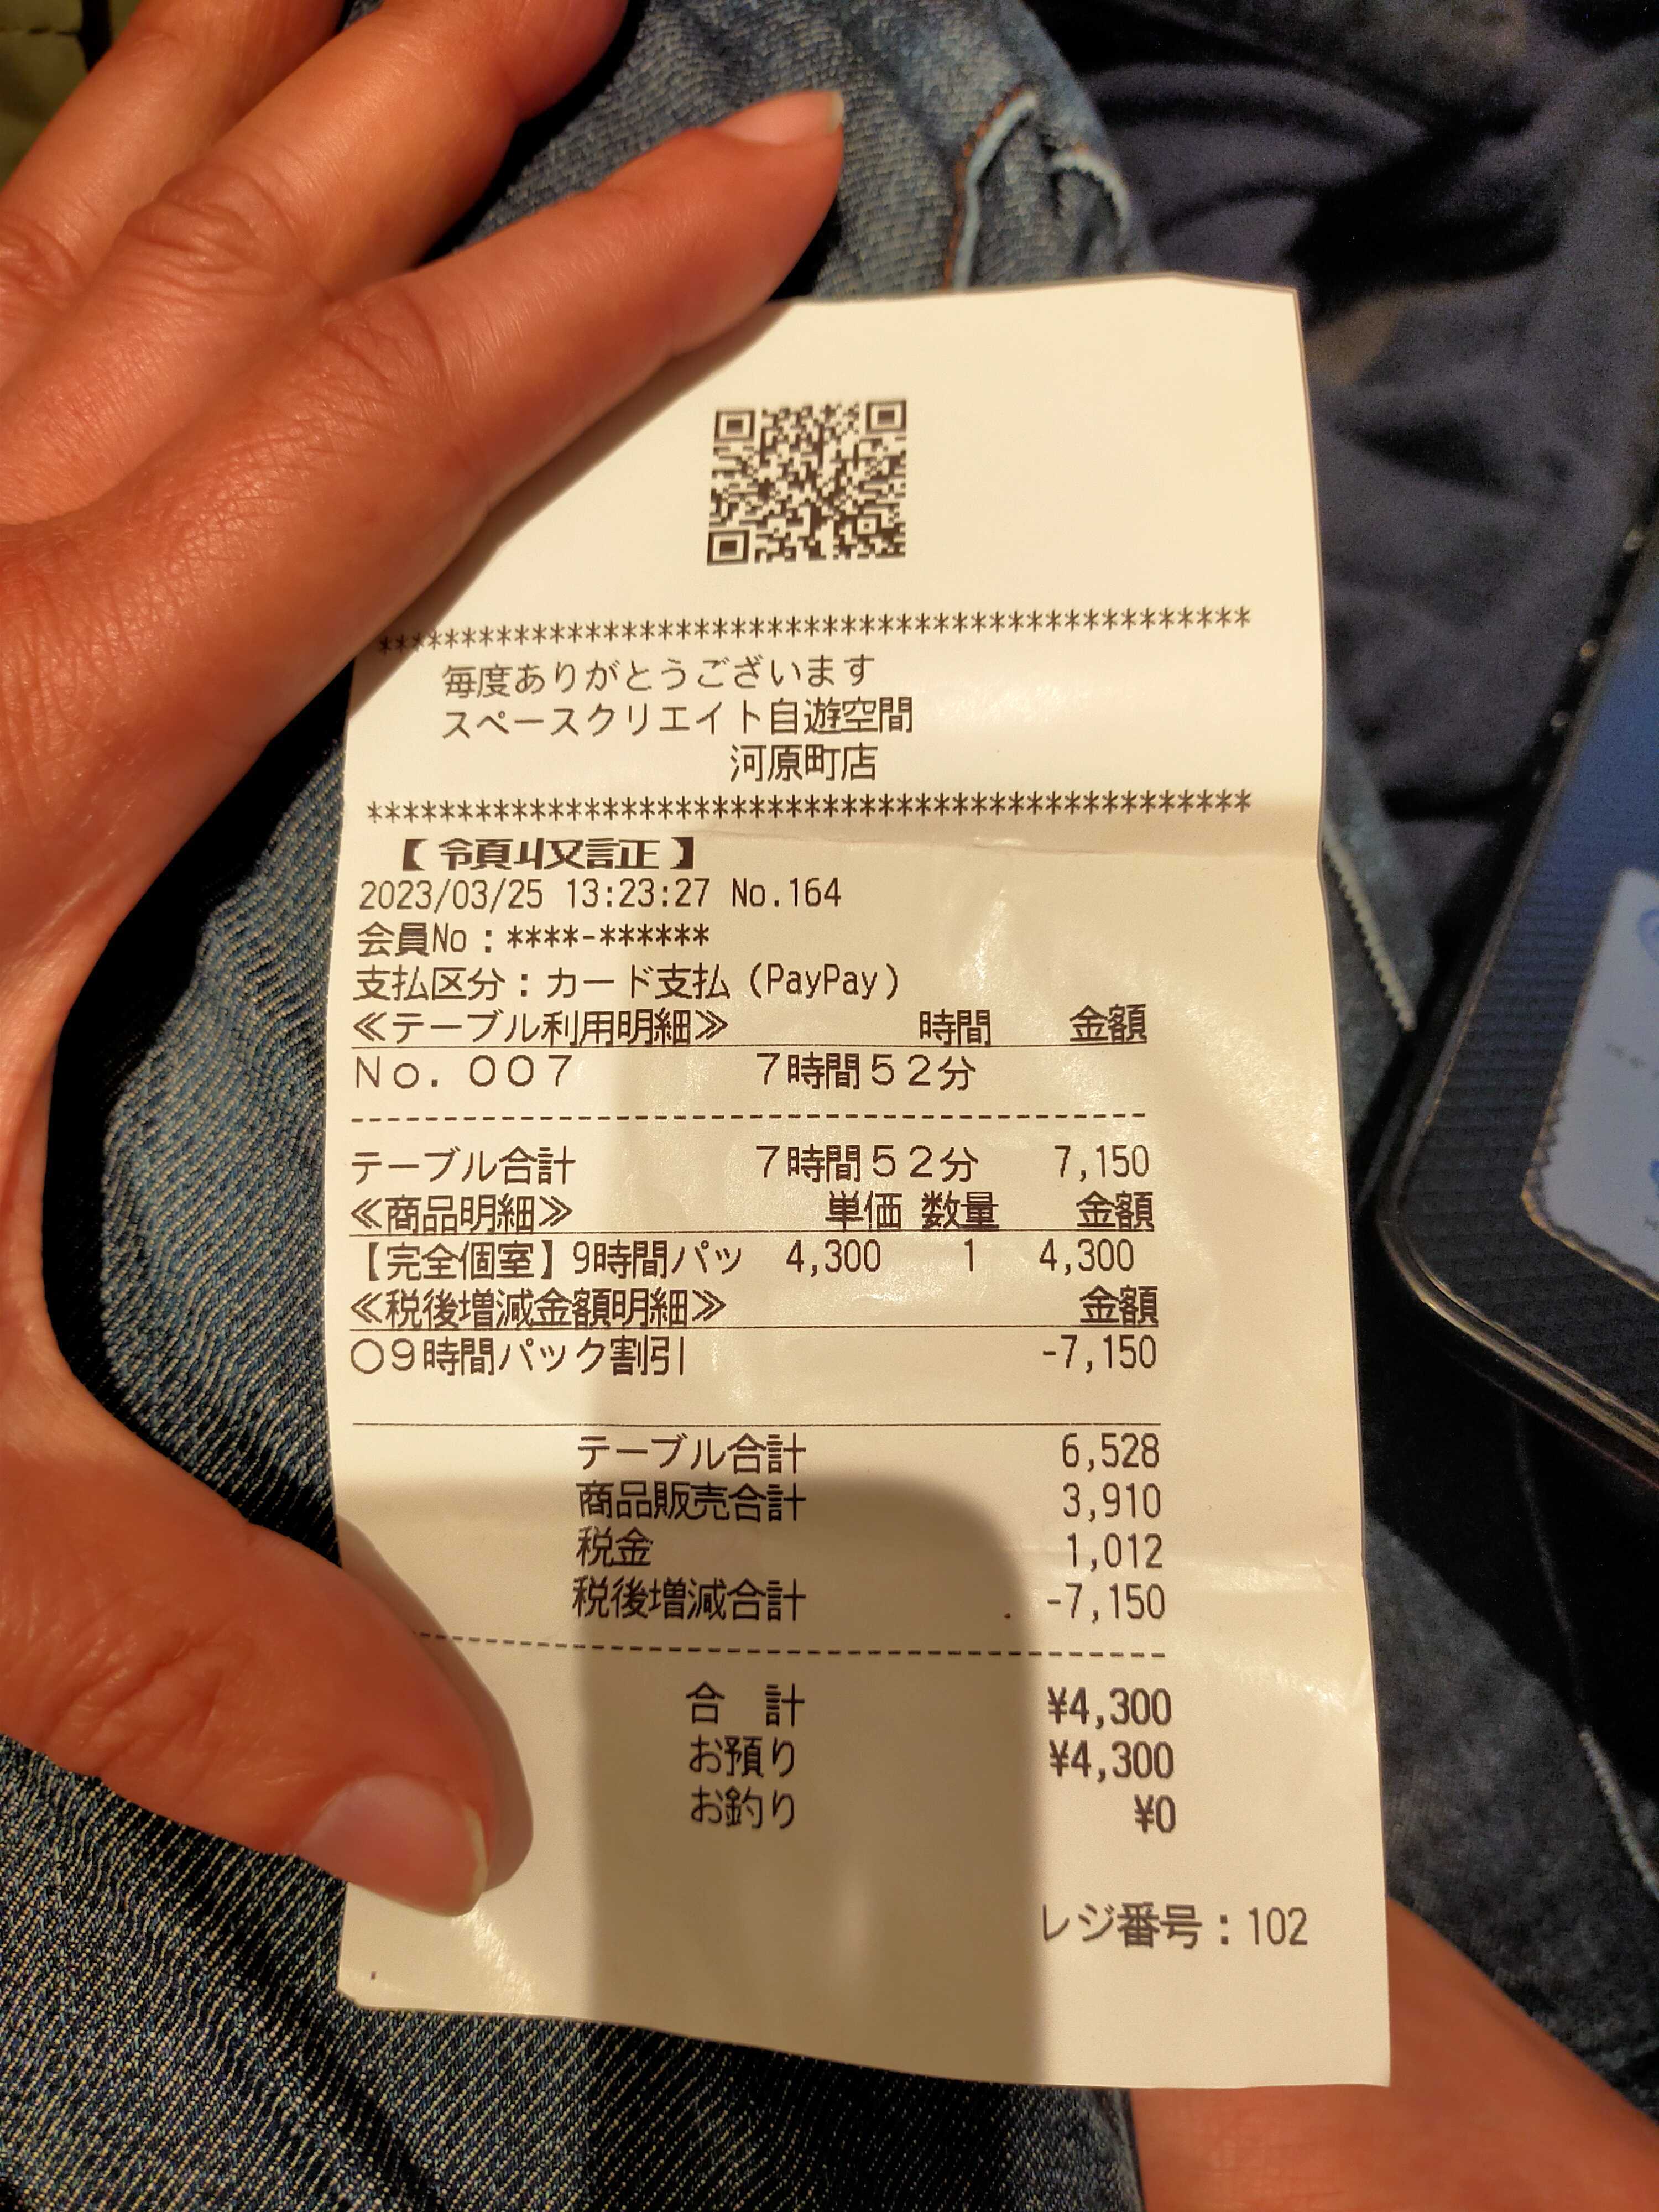 **********************************************
毎度ありがとうございます
スペースクリエイト自遊空間
河原町店
**********************************************
【領収証】
2023/03/25 13:23:27 No.164
会員No：****-******
支払区分：カード支払（PayPay）
≪テーブル利用明細≫ 時間 金額
Ｎｏ．００７ ７時間５２分
--------------------------------------------
テーブル合計 ７時間５２分 7,150
≪商品明細≫ 単価 数量 金額
【完全個室】9時間パッ 4,300 1 4,300
≪税後増減金額明細≫ 金額
○９時間パック割引 -7,150
テーブル合計 6,528
商品販売合計 3,910
税金 1,012
税後増減合計 -7,150
--------------------------------------------
合　計 ¥4,300
お預り ¥4,300
お釣り ¥0
レジ番号：102